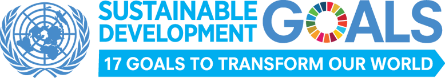 SUSTAINABLE
DEVELOPMENT GOALS
17 GOALS TO TRANSFORM OUR WORLD